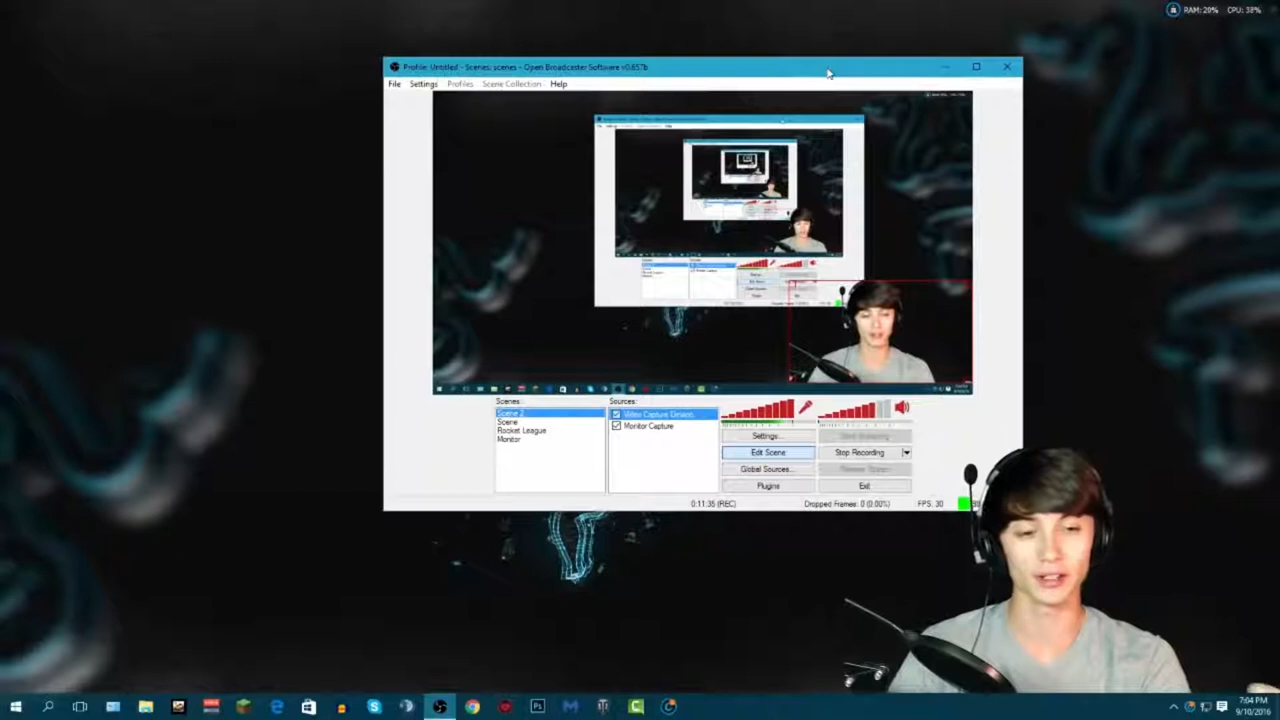 RAM: 20% CPU: 38%
Profile: Untitled - Scenes: scenes - Open Broadcaster Software v0.657b
File Settings Profiles Scene Collection Help
Scenes: Sources:
Scene 2
Scene
Rocket League
Monitor
Video Capture Device
Monitor Capture
Settings...
Edit Scene Stop Recording
Global Sources...
Plugins Exit
0:11:35 (REC) Dropped Frames: 0 (0.00%) FPS: 30
Ps
7:04 PM
9/10/2016